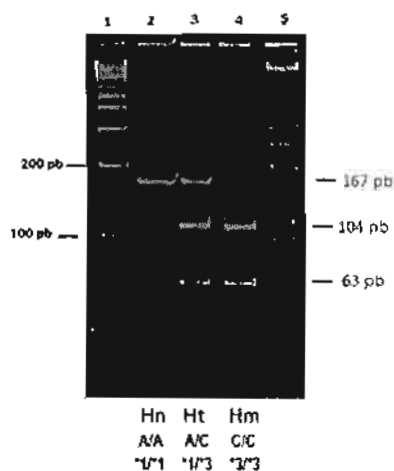 1 2 3 4 5
200 pb
167 pb
104 pb
100 pb
63 pb
Hn Ht Hm
A/A A/C C/C
*1/*1 *1/*3 *3/*3